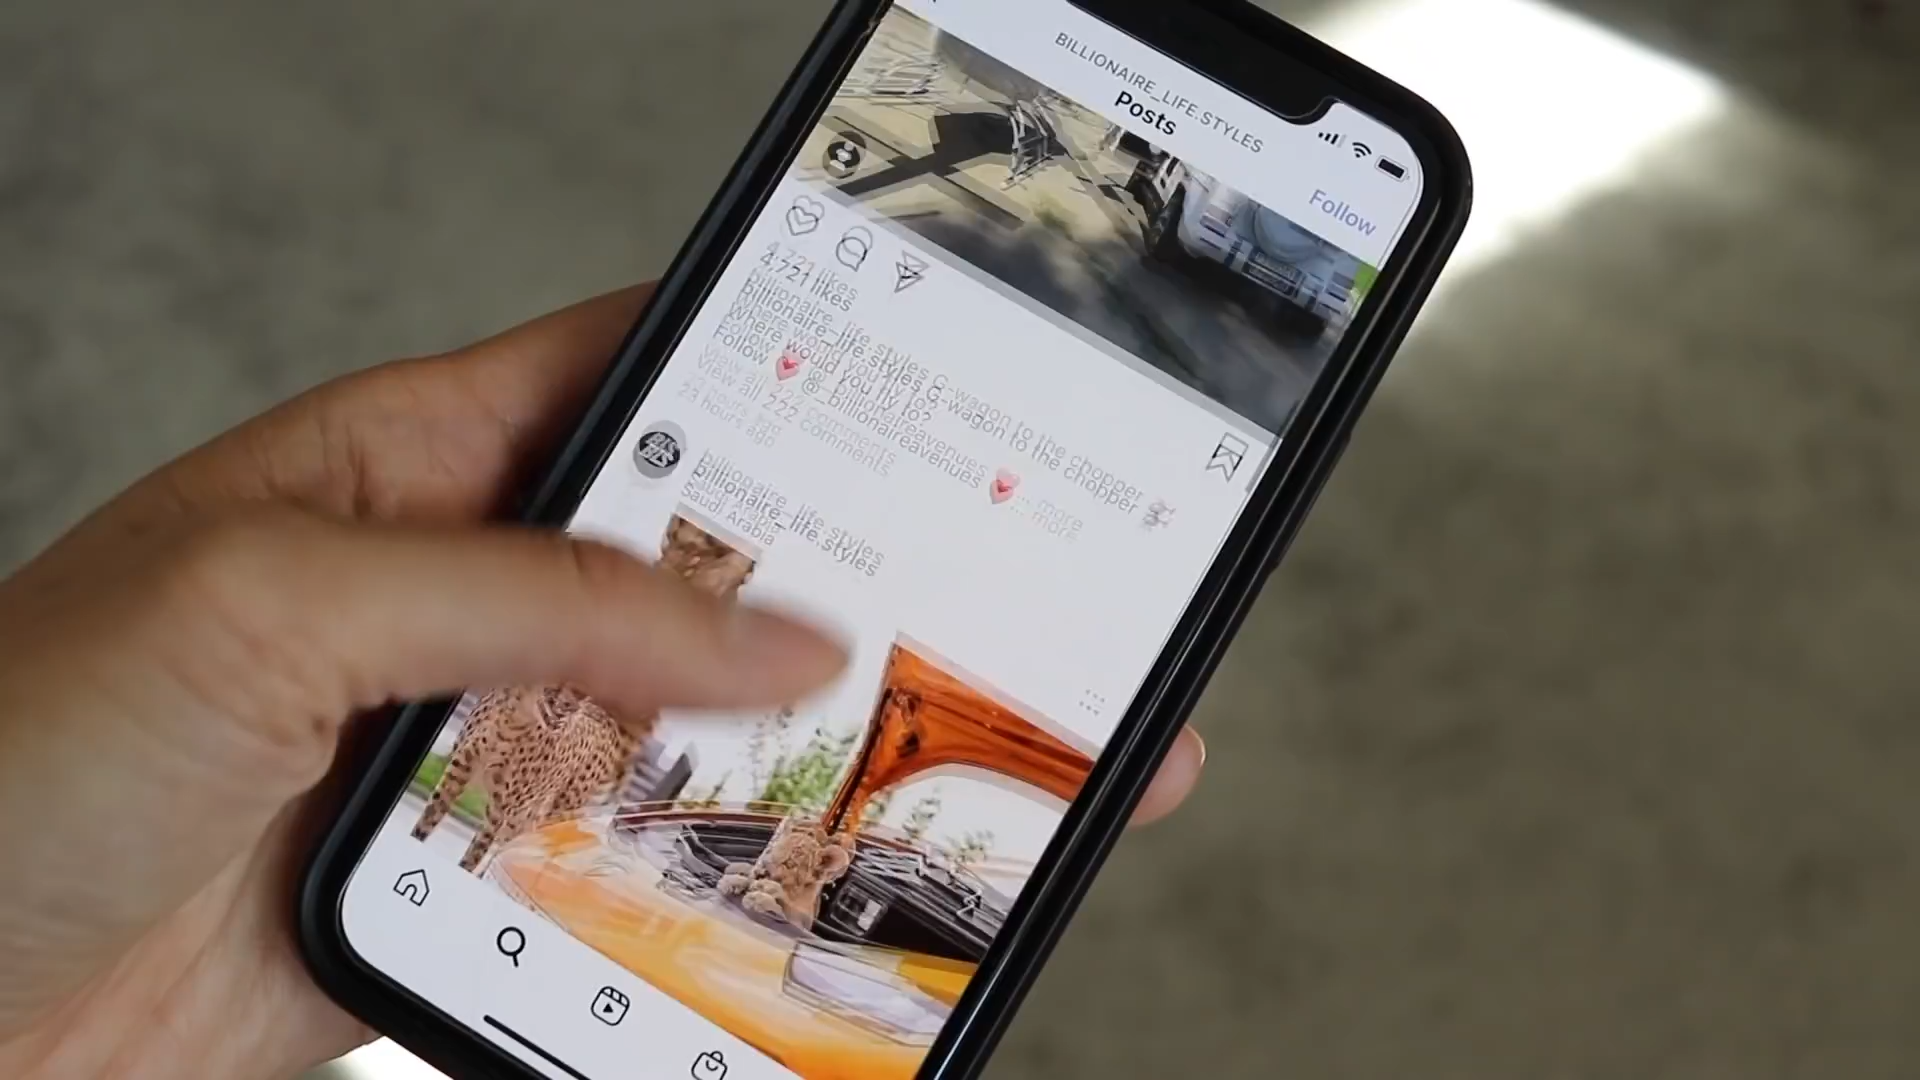 BILLIONAIRE_LIFE.STYLES
Posts
Follow
4,721 likes
billionaire_life.styles G-wagon to the chopper
Where would you fly to?
Follow @_billionaireavenues ... more
View all 222 comments
23 hours ago
billionaire_life.styles
Saudi Arabia